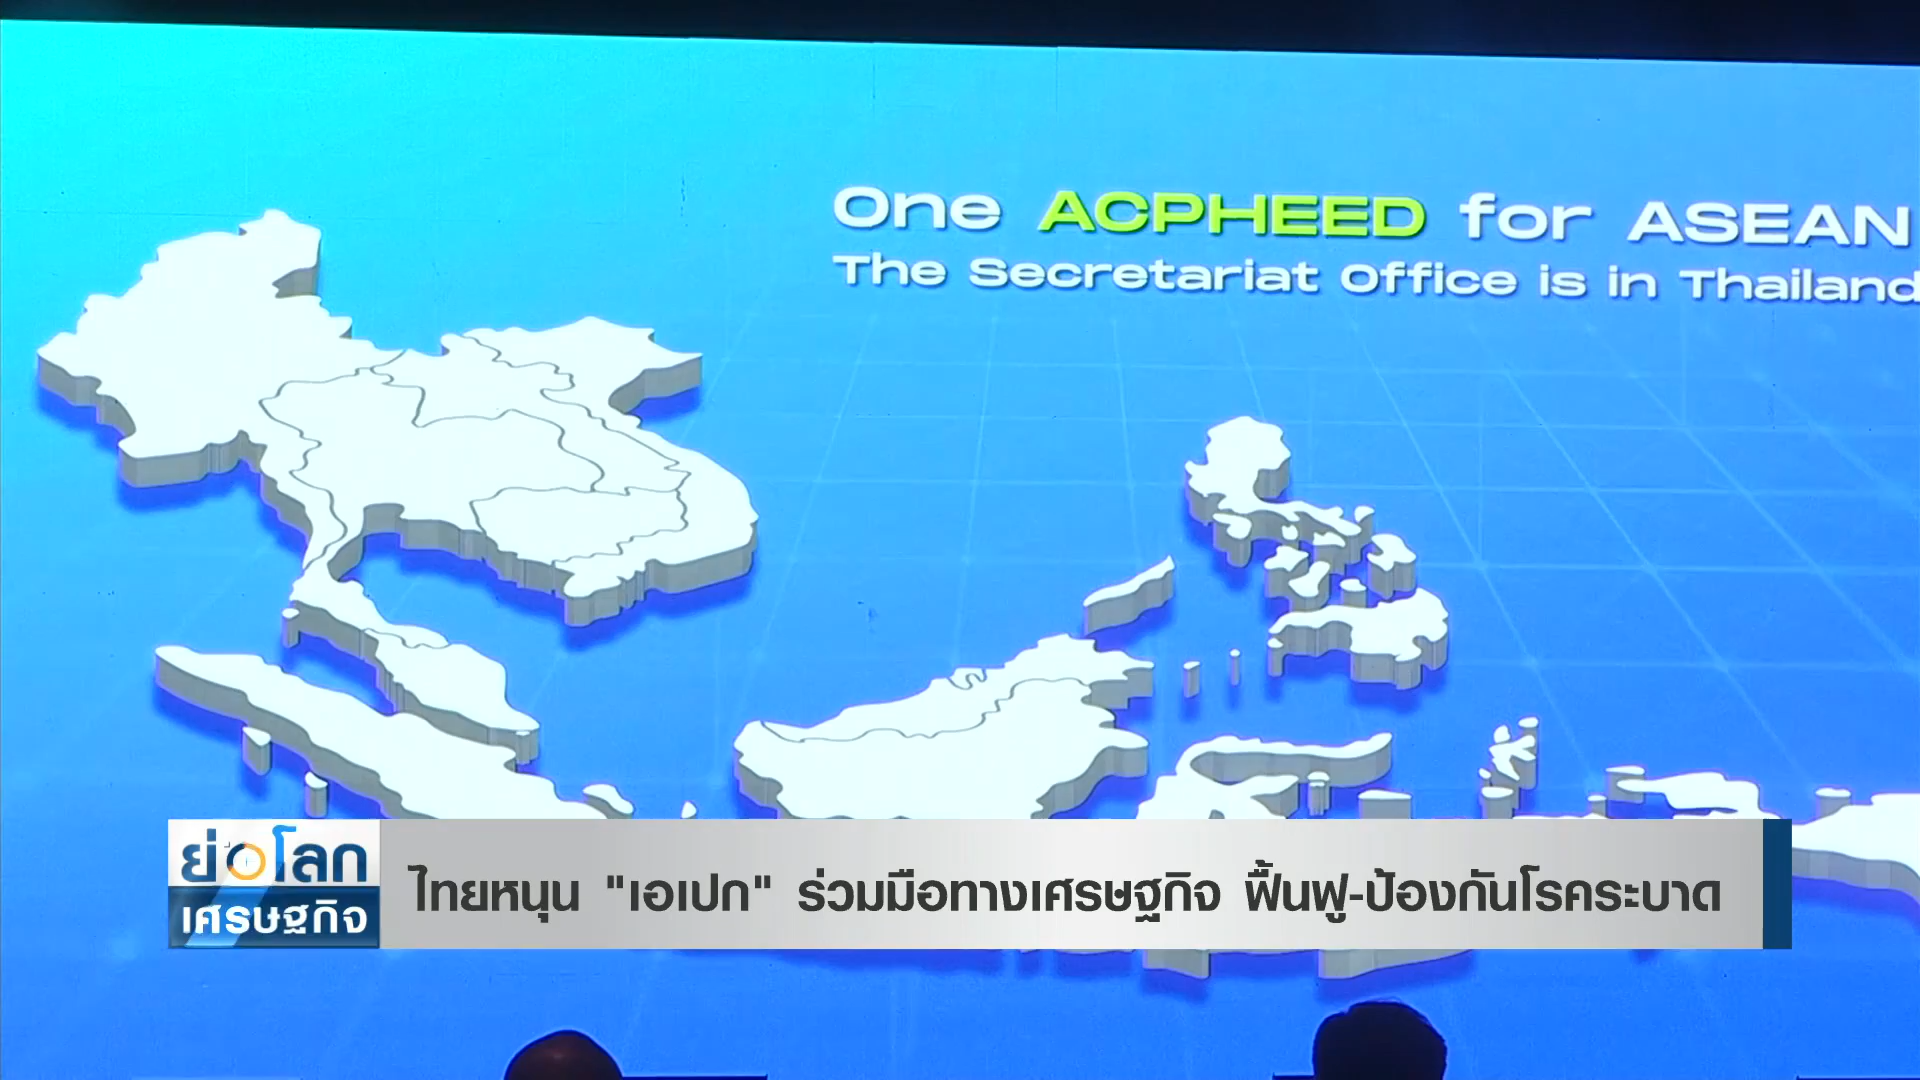 One ACPHEED for ASEAN
The Secretariat Office is in Thailand
ย่อโลก
เศรษฐกิจ
ไทยหนุน "เอเปก" ร่วมมือทางเศรษฐกิจ ฟื้นฟู-ป้องกันโรคระบาด